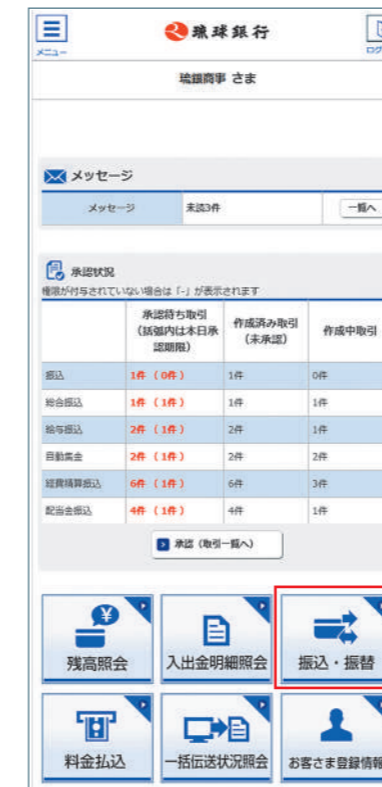 メニュー
琉球銀行
ログ
琉銀商事 さま
メッセージ
メッセージ 未読3件 一覧へ
承認状況
権限が付与されていない場合は「-」が表示されます
承認待ち取引
(括弧内は本日承
認期限)
作成済み取引
(未承認)
作成中取引
振込 1件 (0件) 1件 0件
総合振込 1件 (1件) 1件 1件
給与振込 2件 (1件) 2件 1件
自動集金 2件 (1件) 2件 2件
経費精算振込 6件 (1件) 6件 3件
配当金振込 4件 (1件) 4件 1件
承認(取引一覧へ)
残高照会 入出金明細照会 振込・振替
料金払込 一括伝送状況照会 お客さま登録情報